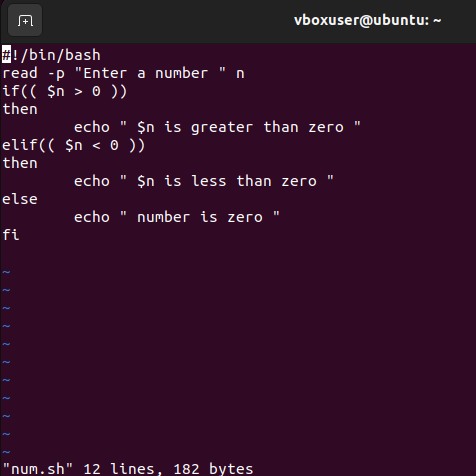 vboxuser@ubuntu: ~
#!/bin/bash
read -p "Enter a number " n
if(( $n > 0 ))
then
        echo " $n is greater than zero "
elif(( $n < 0 ))
then
        echo " $n is less than zero "
else
        echo " number is zero "
fi
~
~
~
~
~
~
~
~
~
~
~
"num.sh" 12 lines, 182 bytes